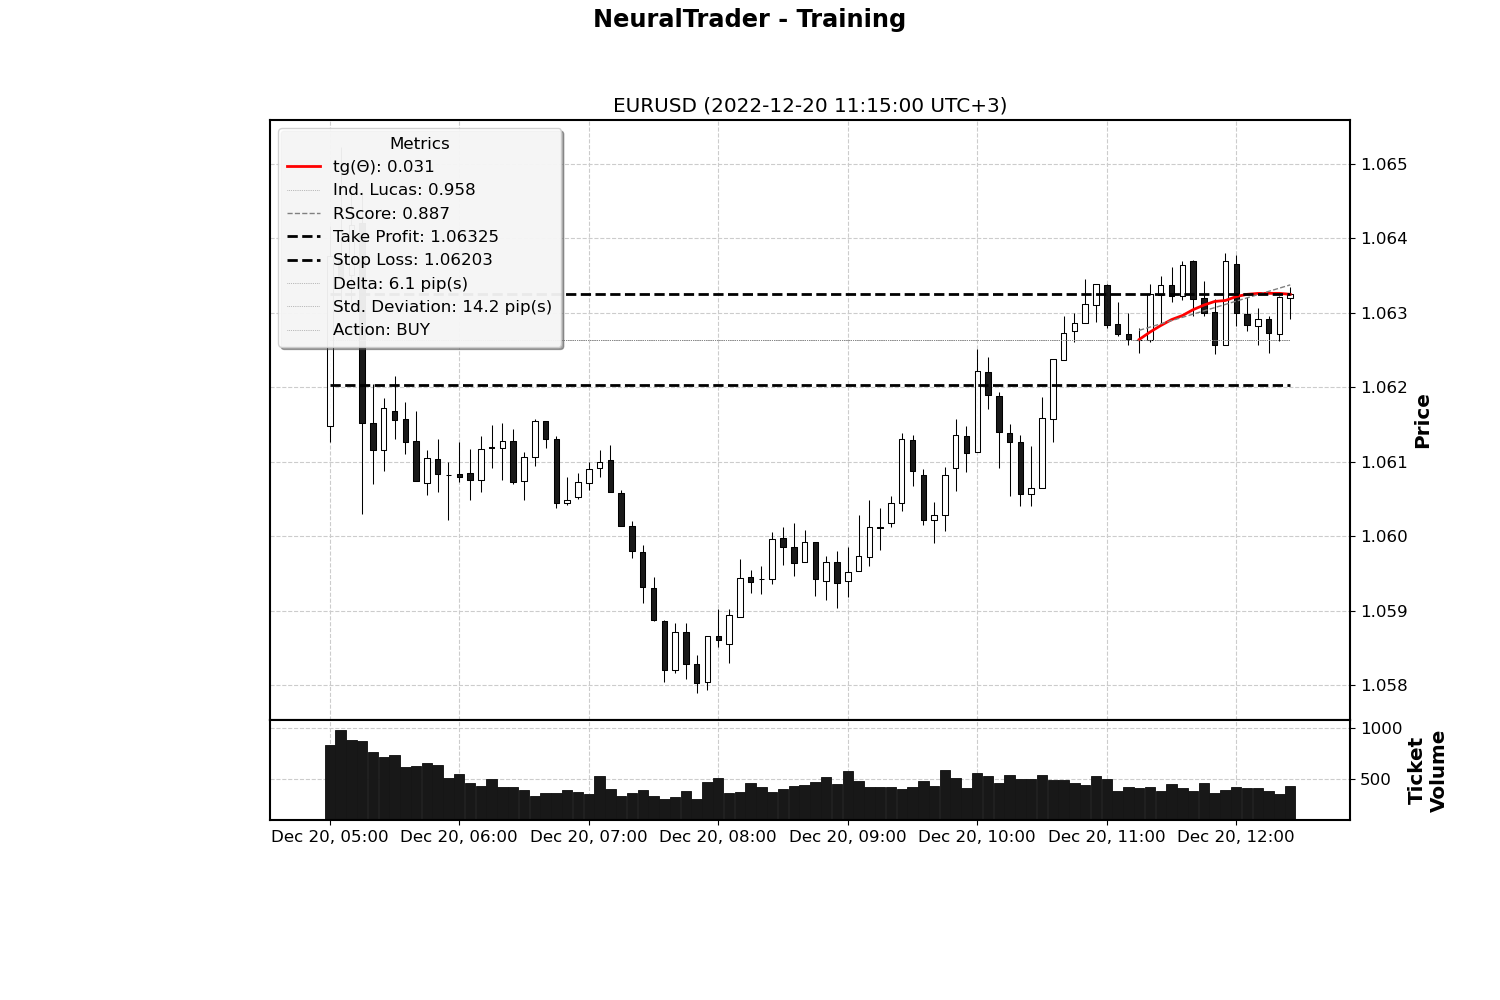 NeuralTrader - Training
EURUSD (2022-12-20 11:15:00 UTC+3)
Metrics
tg(Θ): 0.031
Ind. Lucas: 0.958
RScore: 0.887
Take Profit: 1.06325
Stop Loss: 1.06203
Delta: 6.1 pip(s)
Std. Deviation: 14.2 pip(s)
Action: BUY
1.065
1.064
1.063
1.062
1.061
1.060
1.059
1.058
Price
1000
500
Ticket
Volume
Dec 20, 05:00 Dec 20, 06:00 Dec 20, 07:00 Dec 20, 08:00 Dec 20, 09:00 Dec 20, 10:00 Dec 20, 11:00 Dec 20, 12:00